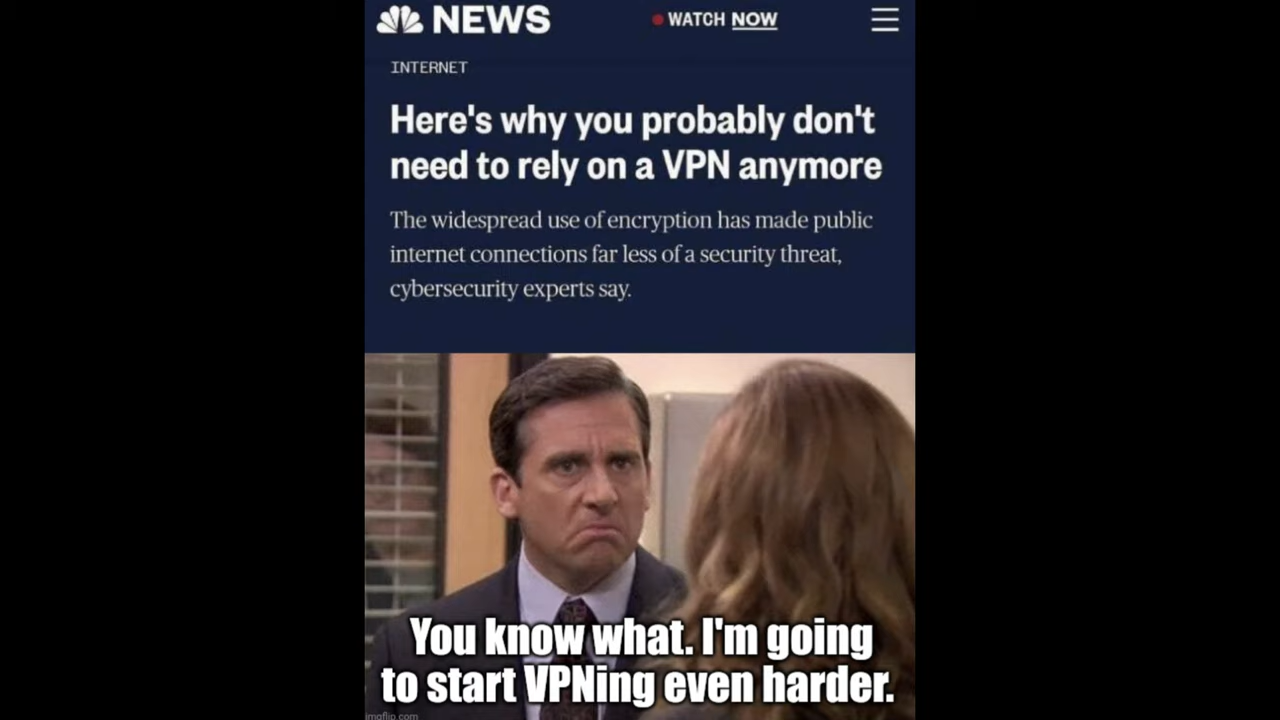 NEWS
WATCH NOW
INTERNET
Here's why you probably don't
need to rely on a VPN anymore
The widespread use of encryption has made public
internet connections far less of a security threat,
cybersecurity experts say.
You know what. I'm going
to start VPNing even harder.
imgflip.com